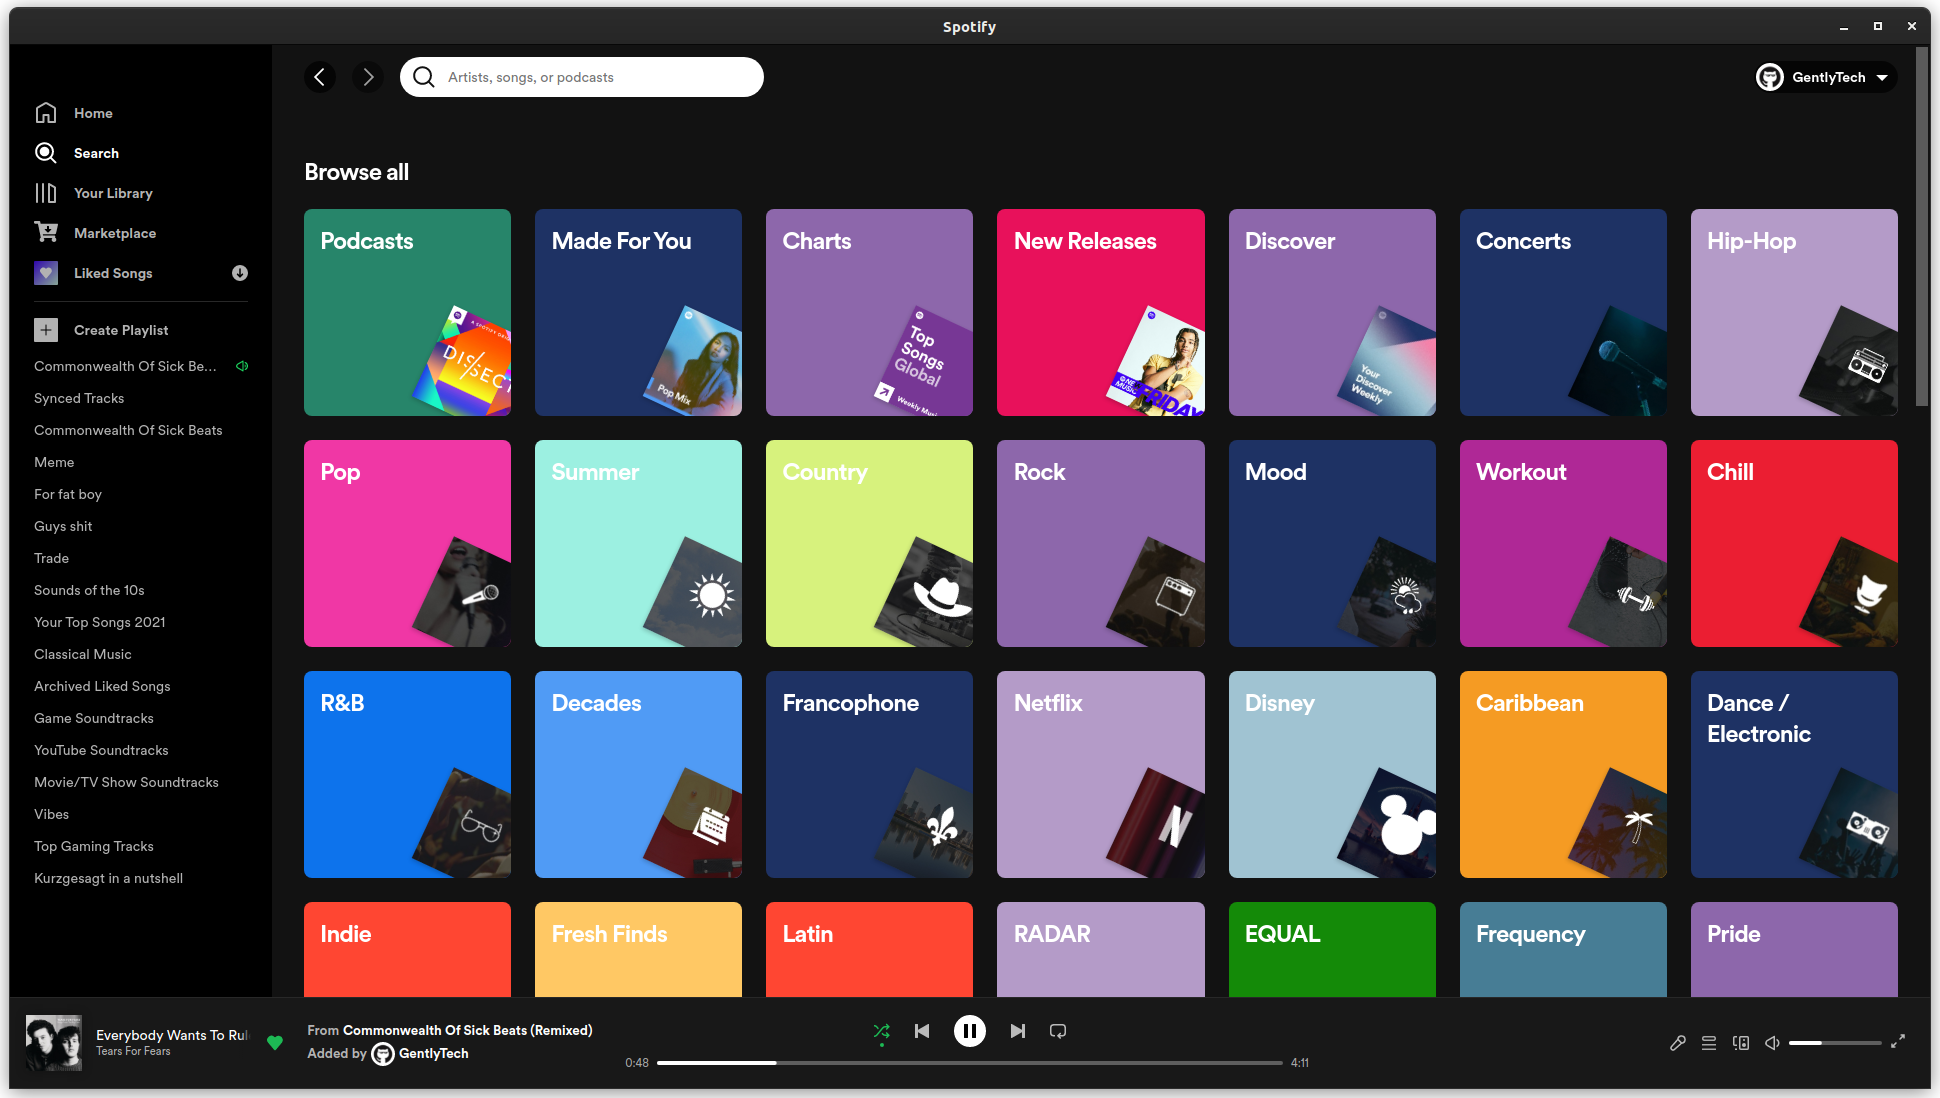 Spotify
Artists, songs, or podcasts
GentlyTech
Home
Search
Your Library
Marketplace
Liked Songs
Create Playlist
Commonwealth Of Sick Be...
Synced Tracks
Commonwealth Of Sick Beats
Meme
For fat boy
Guys shit
Trade
Sounds of the 10s
Your Top Songs 2021
Classical Music
Archived Liked Songs
Game Soundtracks
YouTube Soundtracks
Movie/TV Show Soundtracks
Vibes
Top Gaming Tracks
Kurzgesagt in a nutshell
Browse all
Podcasts
DISSECT
Made For You
Pop Mix
Charts
Top
Songs
Global
New Releases
FRIDAY
Discover
Your
Discover
Weekly
Concerts
Hip-Hop
Pop
Summer
Country
Rock
Mood
Workout
Chill
R&B
Decades
Francophone
Netflix
N
Disney
Caribbean
Dance /
Electronic
Indie
Fresh Finds
Latin
RADAR
EQUAL
Frequency
Pride
Everybody Wants To Rul
Tears For Fears
From Commonwealth Of Sick Beats (Remixed)
Added by GentlyTech
0:48
4:11